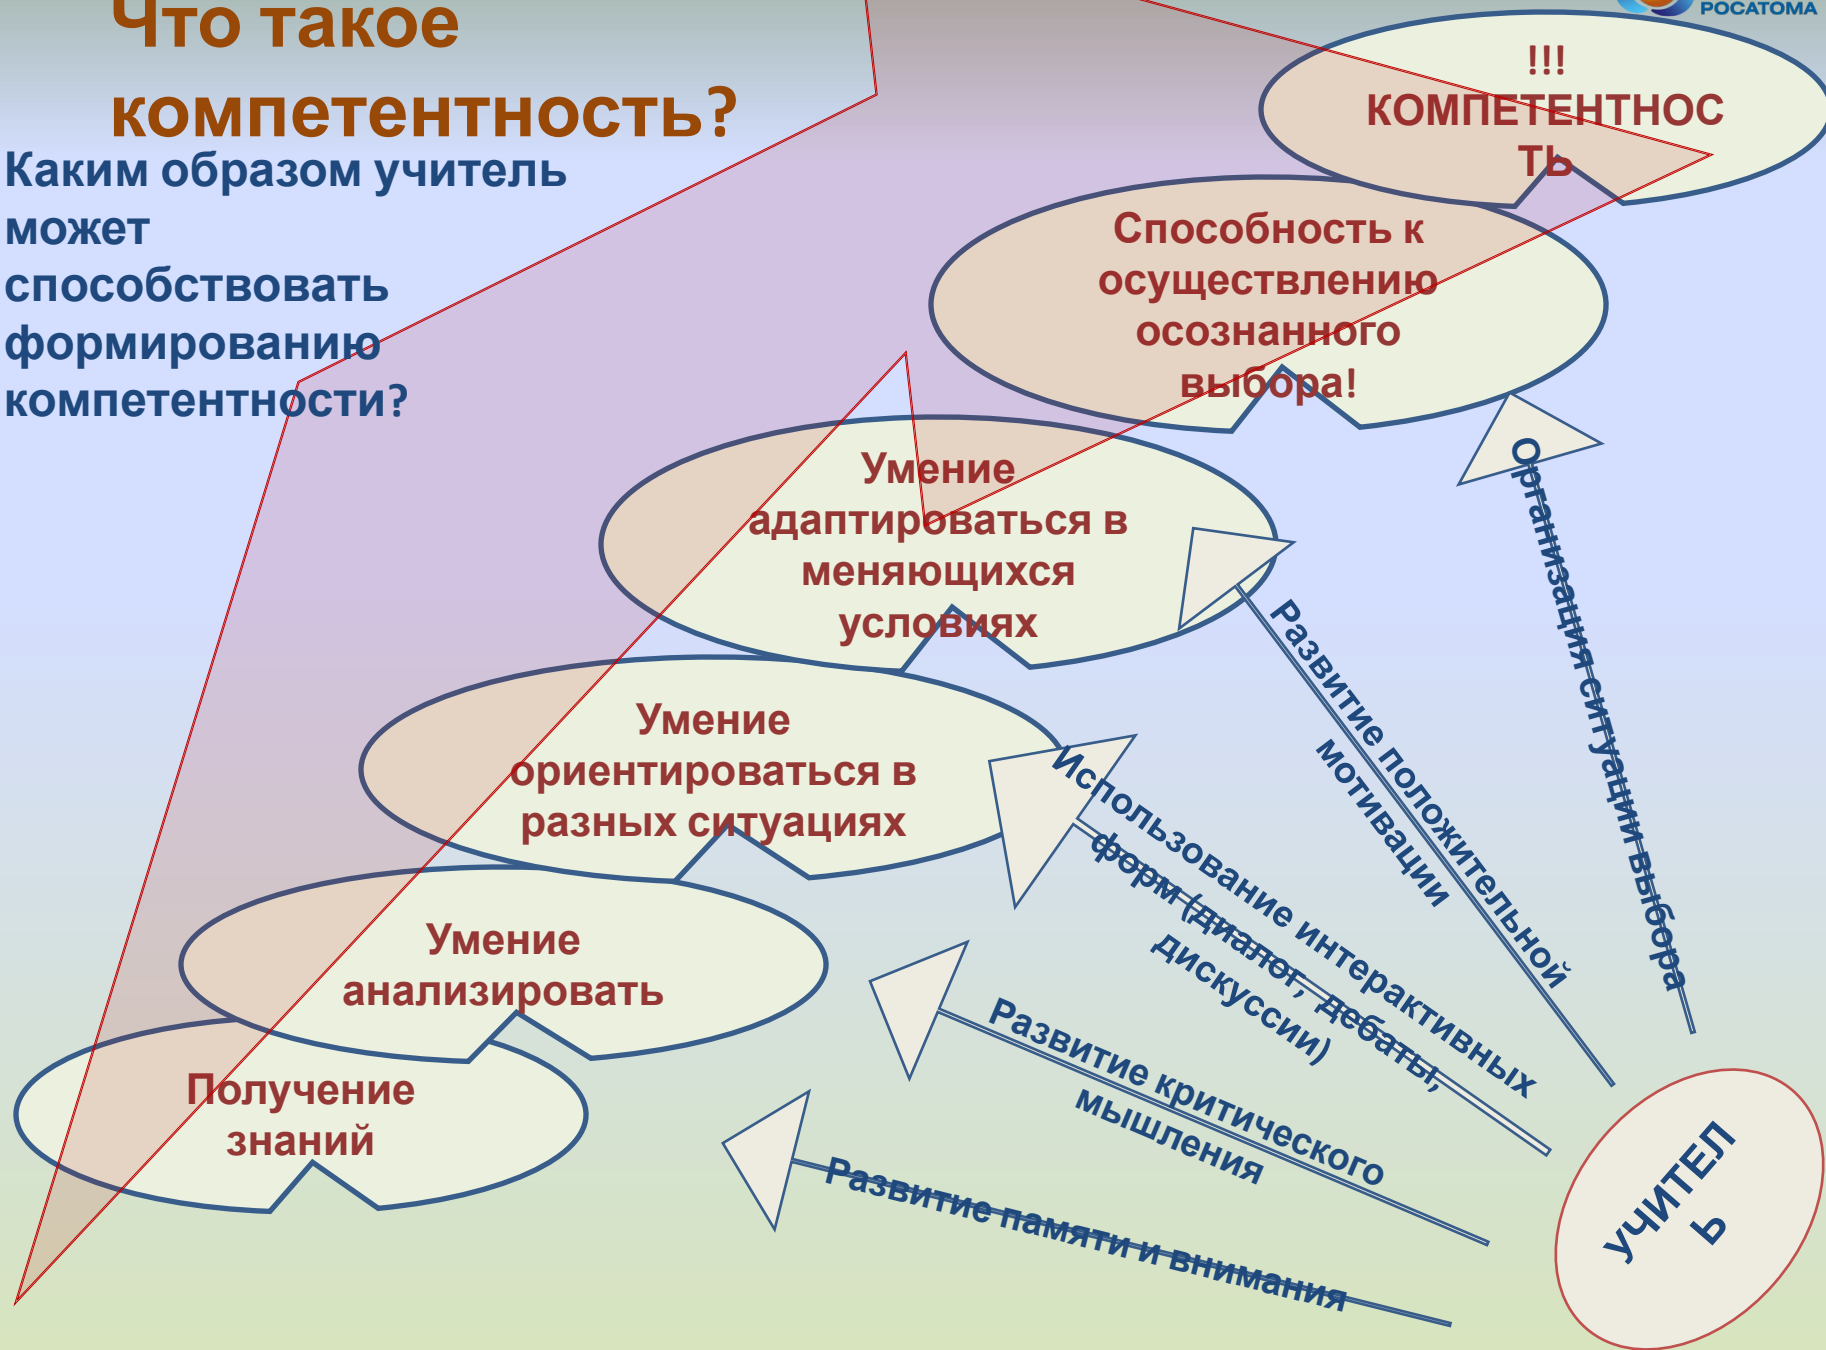 Что такое
компетентность?
РОСАТОМА
Каким образом учитель
может
способствовать
формированию
компетентности?
!!!
КОМПЕТЕНТНОС
ТЬ
Способность к
осуществлению
осознанного
выбора!
Умение
адаптироваться в
меняющихся
условиях
Умение
ориентироваться в
разных ситуациях
Умение
анализировать
Получение
знаний
Организация ситуации выбора
Развитие положительной
мотивации
Использование интерактивных
форм (диалог, дебаты,
дискуссии)
Развитие критического
мышления
Развитие памяти и внимания
УЧИТЕЛ
Ь